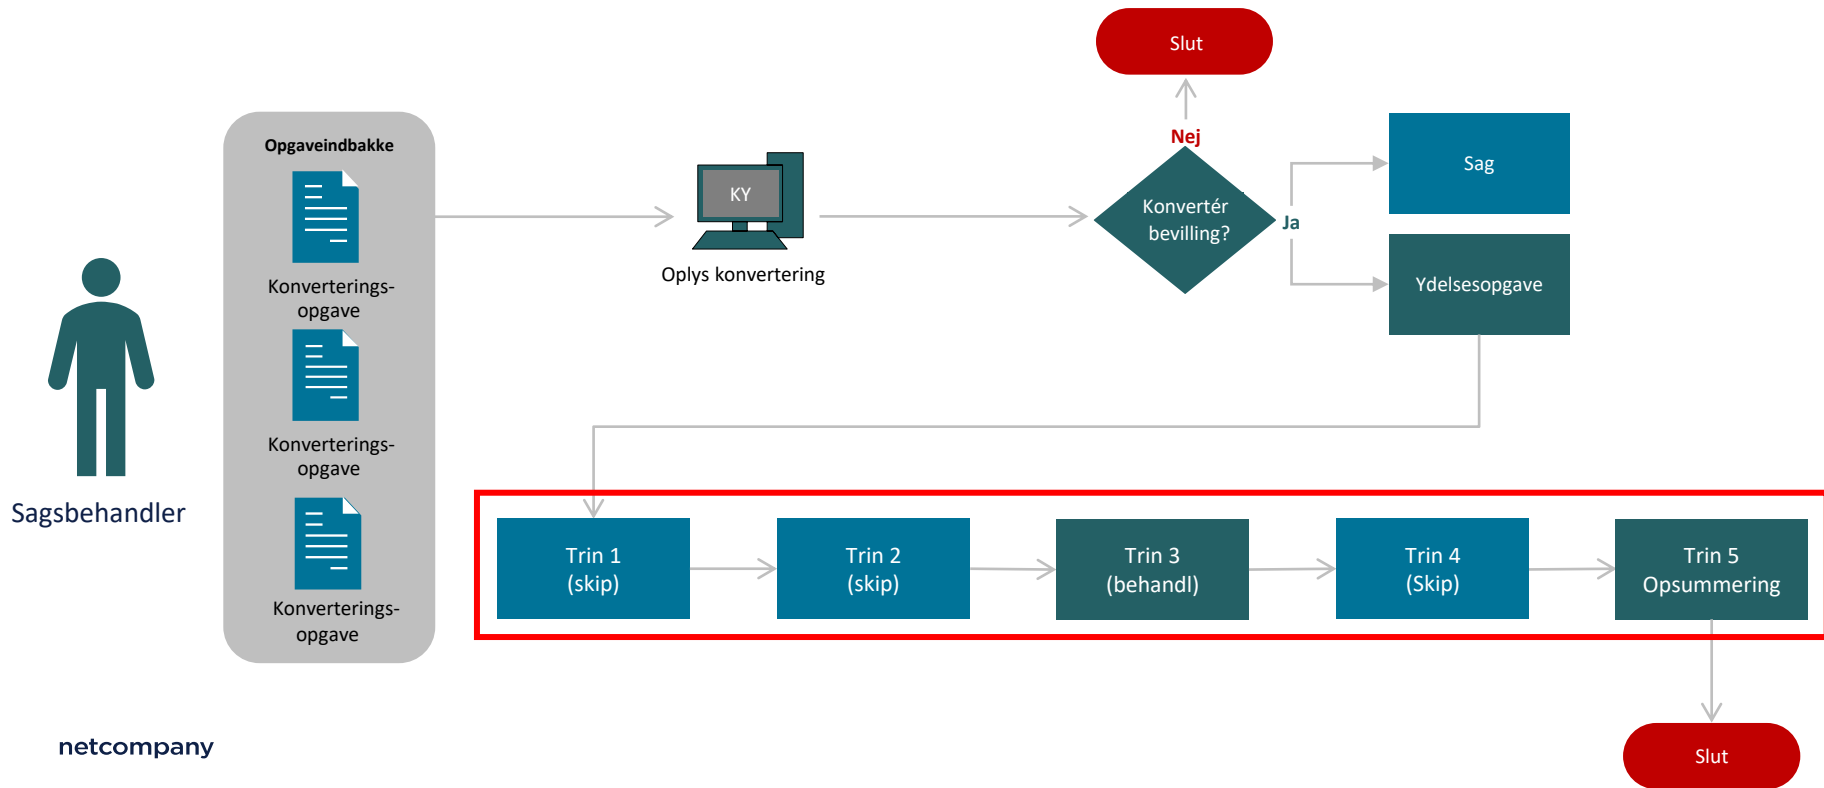 Slut
Nej
Opgaveindbakke
KY
Konvertér
bevilling?
Ja
Sag
Ydelsesopgave
Oplys konvertering
Konverterings-
opgave
Konverterings-
opgave
Konverterings-
opgave
Sagsbehandler
Trin 1
(skip)
Trin 2
(skip)
Trin 3
(behandl)
Trin 4
(Skip)
Trin 5
Opsummering
netcompany
Slut